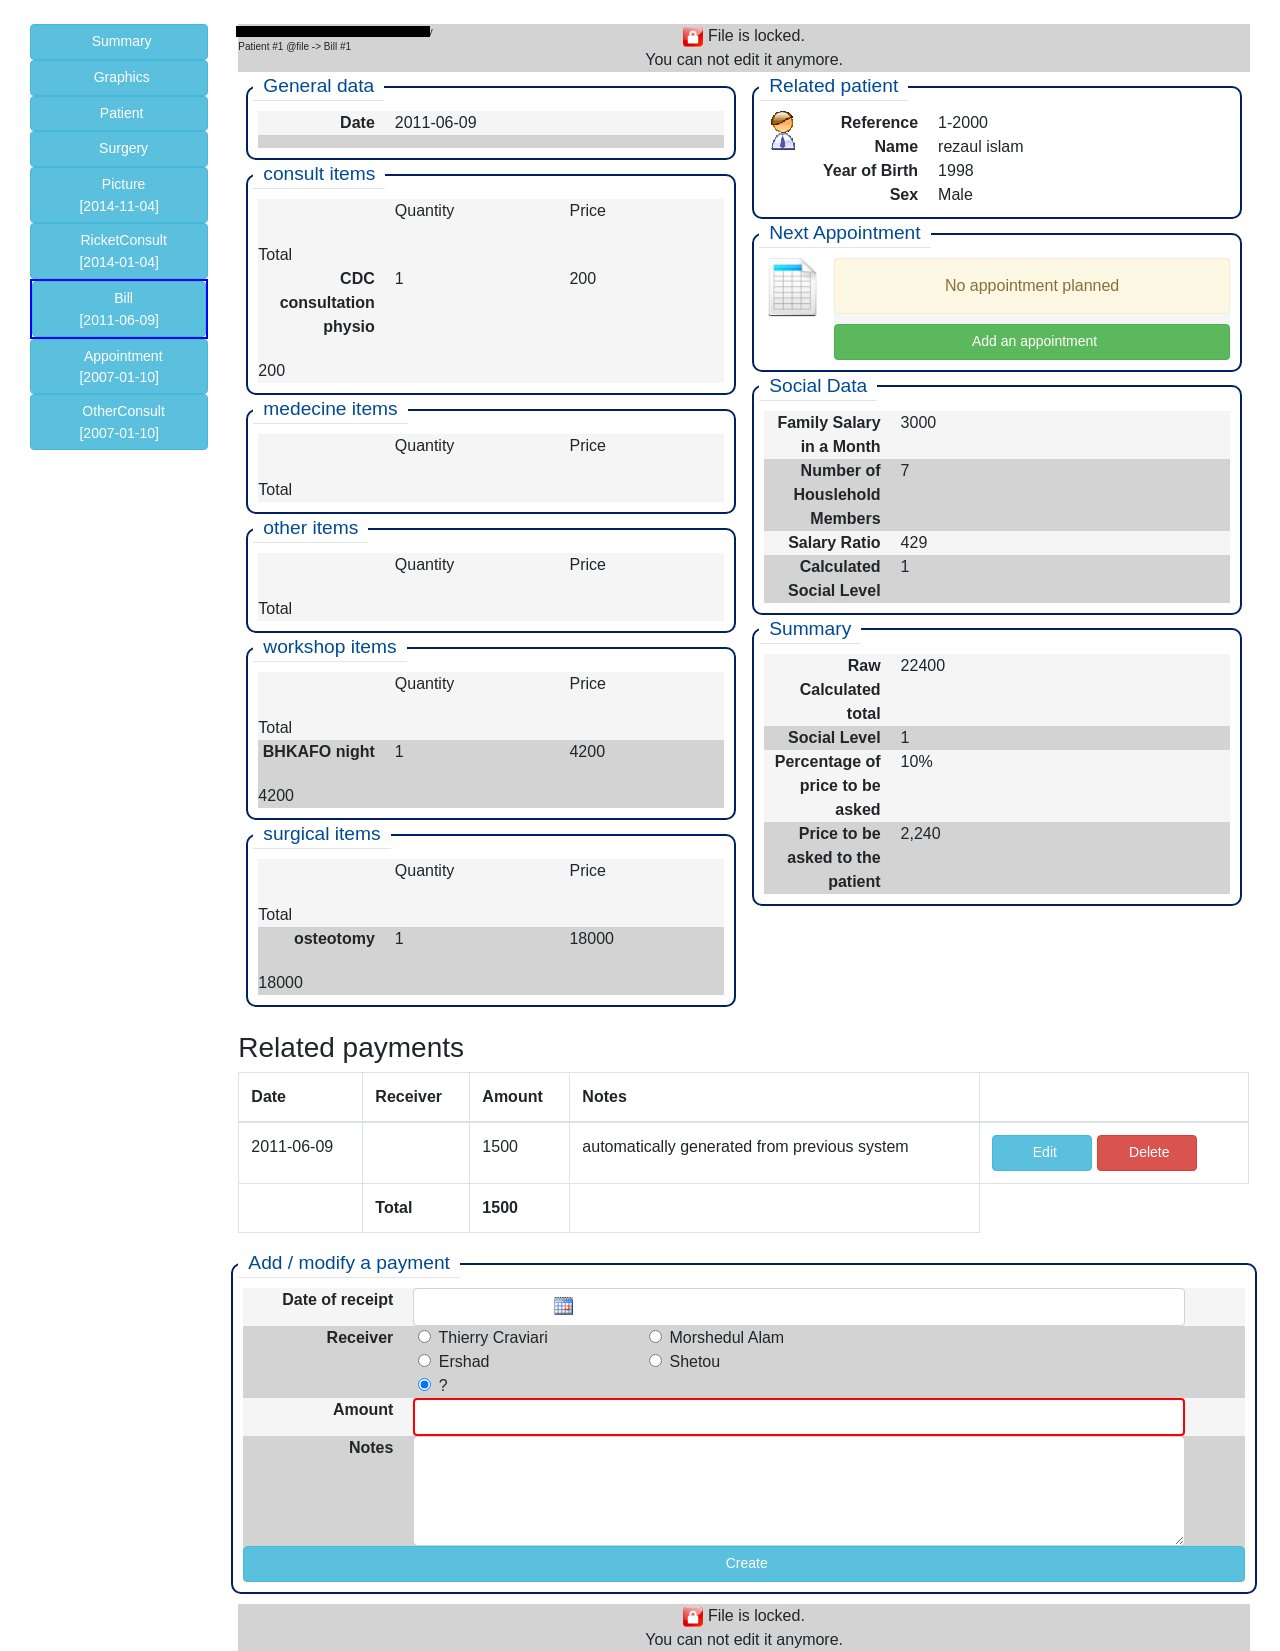 Summary
Graphics
Patient
Surgery
Picture
[2014-11-04]
RicketConsult
[2014-01-04]
Bill
[2011-06-09]
Appointment
[2007-01-10]
OtherConsult
[2007-01-10]
Patient #1 @file -> Bill #1
File is locked.
You can not edit it anymore.
General data
Date 2011-06-09
consult items
Quantity Price
Total
CDC 1 200
consultation
physio
200
medecine items
Quantity Price
Total
other items
Quantity Price
Total
workshop items
Quantity Price
Total
BHKAFO night 1 4200
4200
surgical items
Quantity Price
Total
osteotomy 1 18000
18000
Related patient
Reference 1-2000
Name rezaul islam
Year of Birth 1998
Sex Male
Next Appointment
No appointment planned
Add an appointment
Social Data
Family Salary 3000
in a Month
Number of 7
Houslehold
Members
Salary Ratio 429
Calculated 1
Social Level
Summary
Raw 22400
Calculated
total
Social Level 1
Percentage of 10%
price to be
asked
Price to be 2,240
asked to the
patient
Related payments
Date Receiver Amount Notes
2011-06-09 1500 automatically generated from previous system Edit Delete
Total 1500
Add / modify a payment
Date of receipt
Receiver Thierry Craviari Morshedul Alam
Ershad Shetou
?
Amount
Notes
Create
File is locked.
You can not edit it anymore.